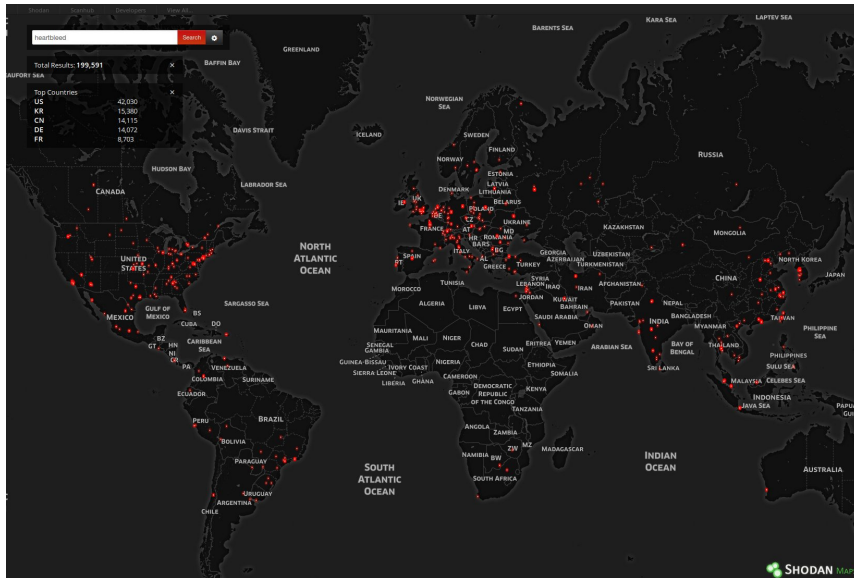 Shodan Scanhub Developers View All...
heartbleed Search
Total Results: 199,591 ×
Top Countries ×
US 42,030
KR 15,380
CN 14,115
DE 14,072
FR 8,703
LAPTEV SEA
KARA SEA
BARENTS SEA
GREENLAND
BAFFIN BAY
AUFORT SEA
NORWEGIAN
SEA
DAVIS STRAIT
ICELAND
SWEDEN
FINLAND
NORWAY
RUSSIA
HUDSON BAY
ESTONIA
LATVIA
LITHUANIA
LABRADOR SEA
CANADA
DENMARK
IE
UK
BELARUS
POLAND
DE
CZ
UKRAINE
FRANCE
AT
MD
HR
ROMANIA
KAZAKHSTAN
MONGOLIA
BARS
BG
NORTH
ATLANTIC
OCEAN
ITALY
SPAIN
PT
AL
GREECE
TURKEY
GEORGIA
AZERBAIJAN
UZBEKISTAN
TURKMENISTAN
UNITED
STATES
NORTH KOREA
JAPAN
CHINA
SYRIA
LEBANON
IRAQ
IRAN
AFGHANISTAN
TUNISIA
MOROCCO
JORDAN
KUWAIT
BAHRAIN
PAKISTAN
NEPAL
SARGASSO SEA
ALGERIA
LIBYA
EGYPT
SAUDI ARABIA
BANGLADESH
GULF OF
MEXICO
MEXICO
BS
CUBA
DO
OMAN
INDIA
MYANMAR
TAIWAN
PHILIPPINE
SEA
MAURITANIA
MALI
NIGER
CHAD
SUDAN
ERITREA
YEMEN
ARABIAN SEA
BAY OF
BENGAL
THAILAND
BZ
GT
HN
NI
CR
CARIBBEAN
SEA
SENEGAL
GAMBIA
GUINEA-BISSAU
IVORY COAST
NIGERIA
ETHIOPIA
PHILIPPINES
SULU SEA
PA
VENEZUELA
SIERRA LEONE
LIBERIA
GHANA
CAMEROON
SOMALIA
SRI LANKA
COLOMBIA
SURINAME
MALAYSIA
CELEBES SEA
ECUADOR
GABON
DEMOCRATIC
REPUBLIC
OF THE CONGO
KENYA
INDONESIA
JAVA SEA
PAPU
GUI
TANZANIA
PERU
BRAZIL
ANGOLA
ZAMBIA
BOLIVIA
ZW
MZ
MADAGASCAR
NAMIBIA
BW
INDIAN
OCEAN
PARAGUAY
SOUTH
ATLANTIC
OCEAN
SOUTH AFRICA
AUSTRALIA
URUGUAY
ARGENTINA
CHILE
SHODAN MAPS